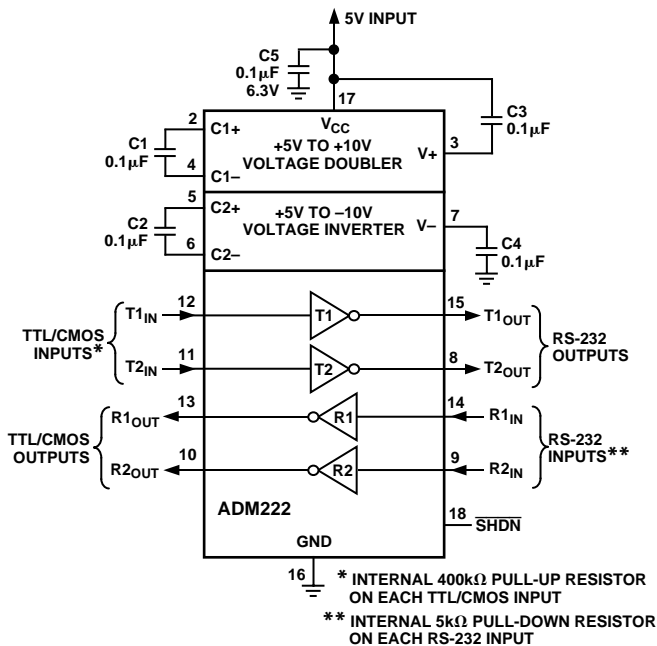 5V INPUT
C5
0.1µF
6.3V
17
C3
0.1µF
2
C1+
VCC
+5V TO +10V
VOLTAGE DOUBLER
C1
0.1µF
4
C1–
V+
3
5
C2+
+5V TO –10V
VOLTAGE INVERTER
C2
0.1µF
6
C2–
V–
7
C4
0.1µF
TTL/CMOS
INPUTS*
T1IN
12
T1
15
T1OUT
T2IN
11
T2
8
T2OUT
RS-232
OUTPUTS
TTL/CMOS
OUTPUTS
R1OUT
13
R1
14
R1IN
R2OUT
10
R2
9
R2IN
RS-232
INPUTS**
ADM222
18
SHDN
GND
16
* INTERNAL 400kΩ PULL-UP RESISTOR
ON EACH TTL/CMOS INPUT
** INTERNAL 5kΩ PULL-DOWN RESISTOR
ON EACH RS-232 INPUT